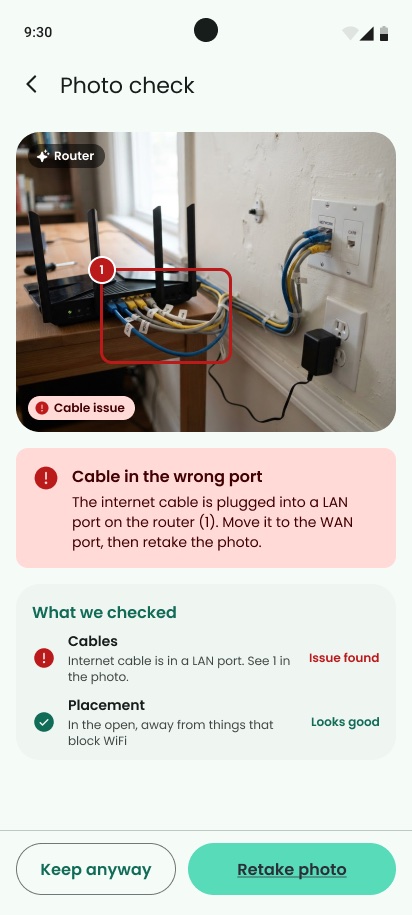 9:30
Photo check
Router
1
NETWORK
Cable issue
Cable in the wrong port
The internet cable is plugged into a LAN
port on the router (1). Move it to the WAN
port, then retake the photo.
What we checked
Cables
Internet cable is in a LAN port. See 1 in
the photo.
Issue found
Placement
In the open, away from things that
block WiFi
Looks good
Keep anyway
Retake photo